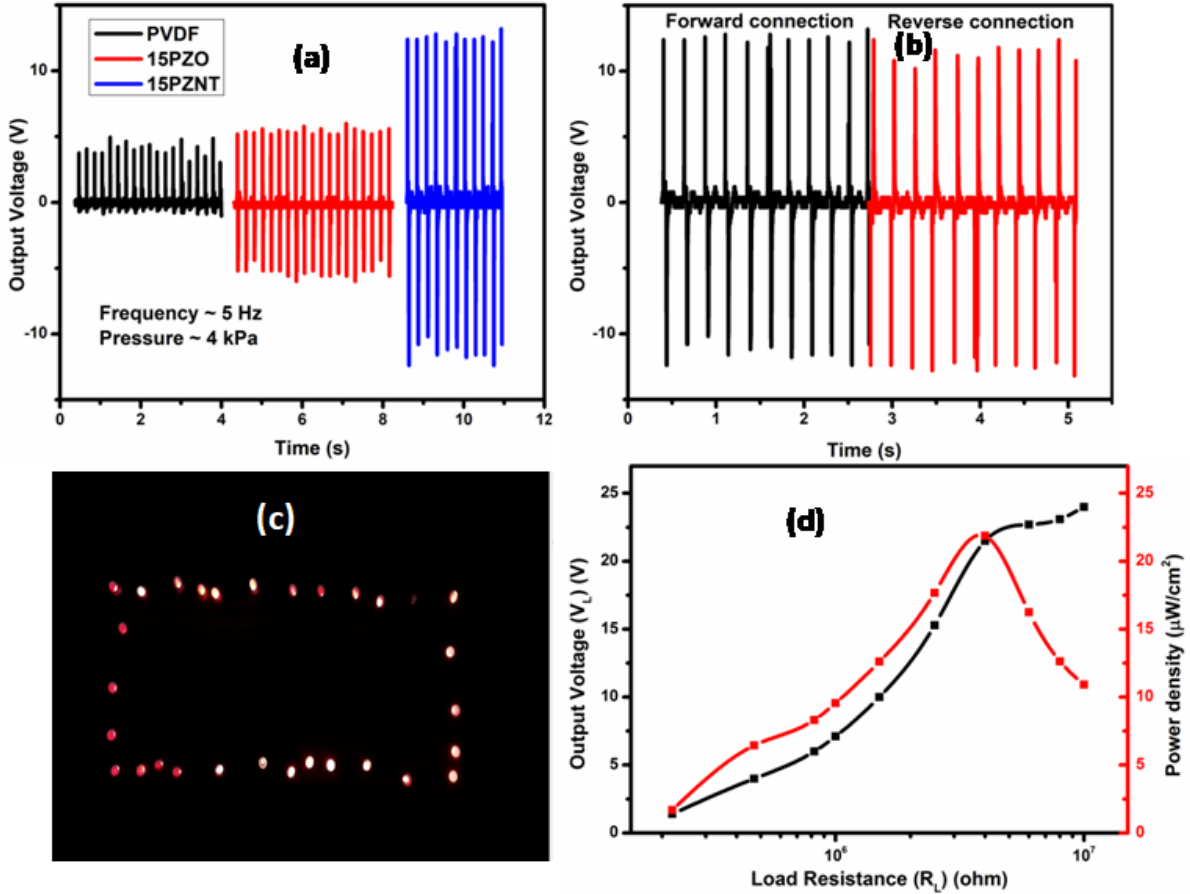 PVDF
15PZO
15PZNT
(a)
Output Voltage (V)
10
0
-10
Frequency ~ 5 Hz
Pressure ~ 4 kPa
0 2 4 6 8 10 12
Time (s)
Forward connection Reverse connection
(b)
Output Voltage (V)
10
0
-10
0 1 2 3 4 5
Time (s)
(c)
(d)
Output Voltage (V_L) (V)
25
20
15
10
5
0
Power density (µW/cm²)
25
20
15
10
5
0
10⁶ 10⁷
Load Resistance (R_L) (ohm)